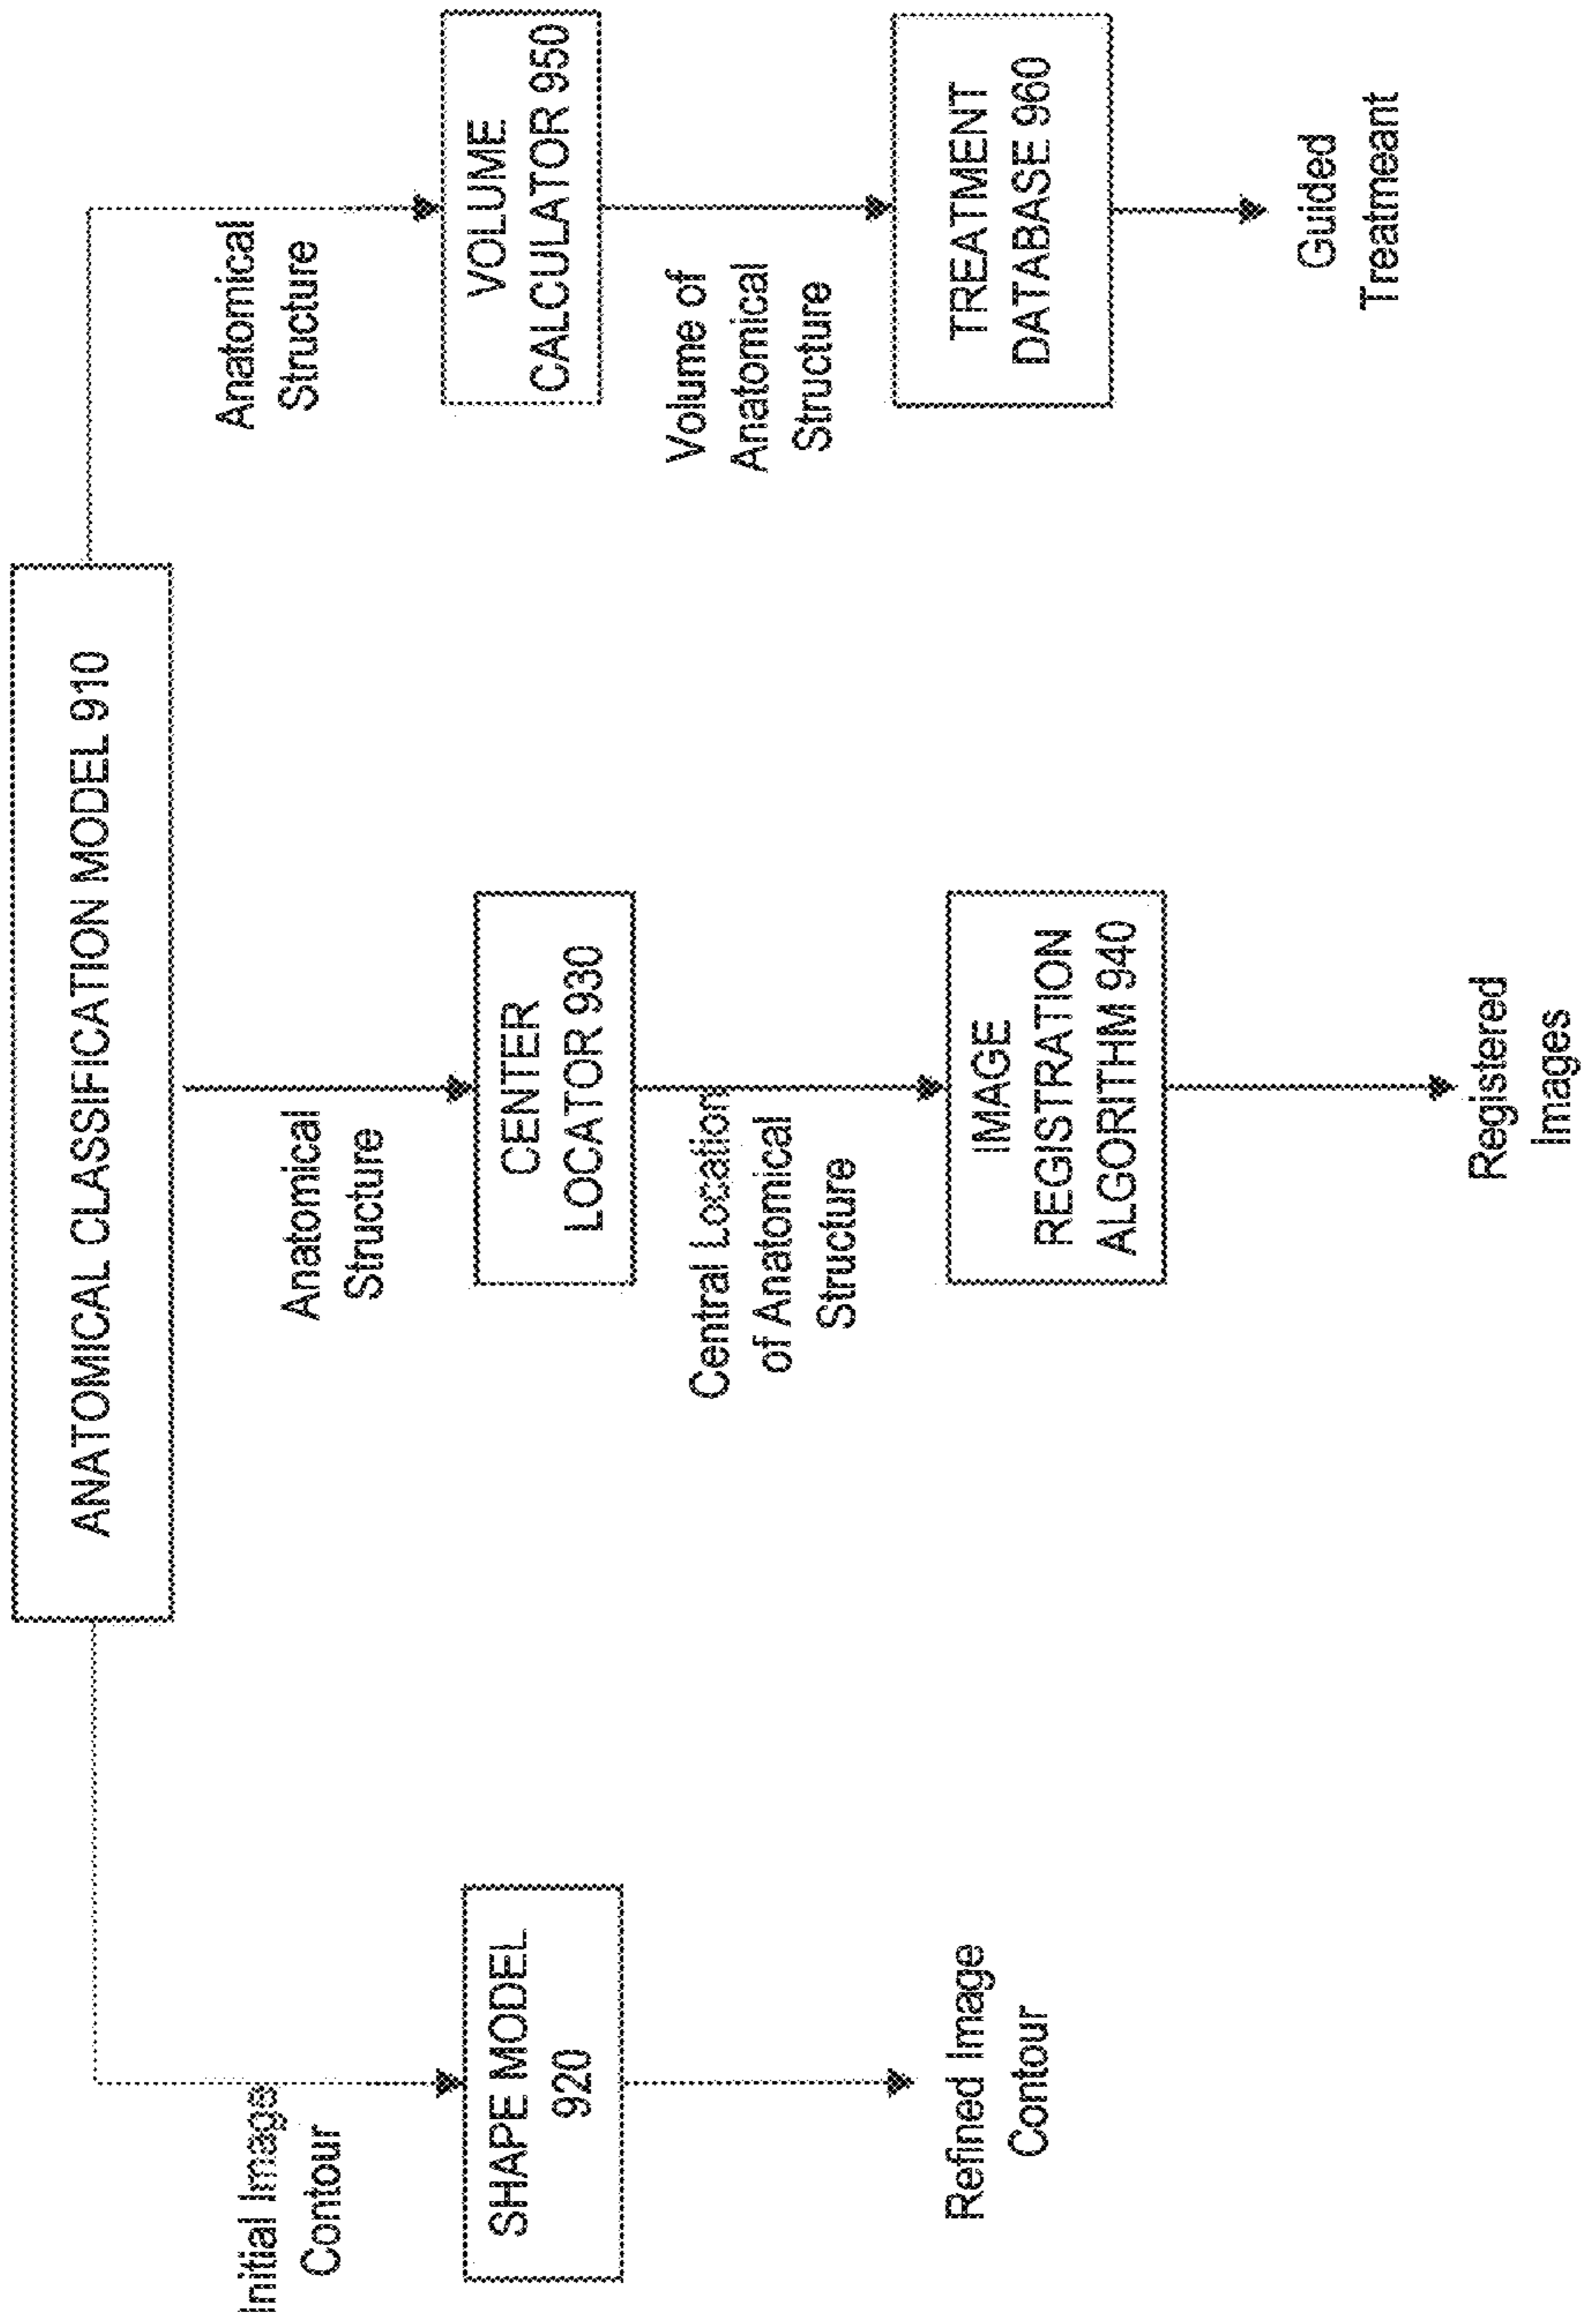 ANATOMICAL CLASSIFICATION MODEL 910
Initial Image
Contour
SHAPE MODEL
920
Refined Image
Contour
Anatomical
Structure
CENTER
LOCATOR 930
Central Location
of Anatomical
Structure
IMAGE
REGISTRATION
ALGORITHM 940
Registered
Images
Anatomical
Structure
VOLUME
CALCULATOR 950
Volume of
Anatomical
Structure
TREATMENT
DATABASE 960
Guided
Treatmeant